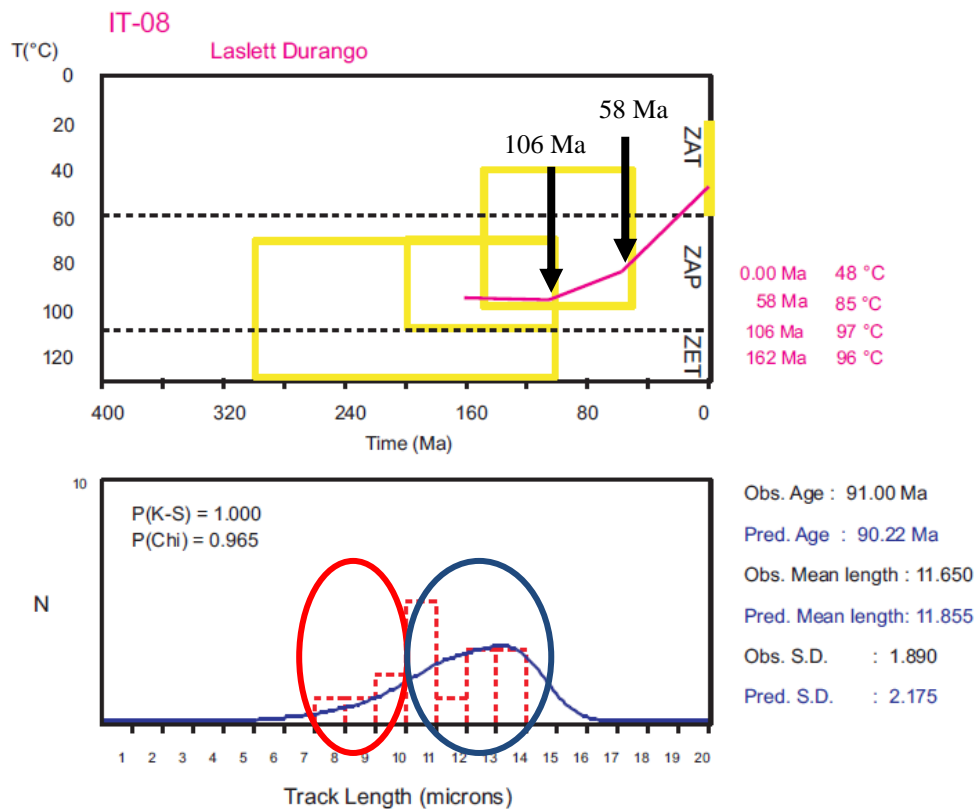 IT-08
T(°C)
Laslett Durango
0
20
40
60
80
100
120
106 Ma
58 Ma
ZAT
ZAP
ZET
400 320 240 160 80 0
Time (Ma)
0.00 Ma 48 °C
58 Ma 85 °C
106 Ma 97 °C
162 Ma 96 °C
10
N
P(K-S) = 1.000
P(Chi) = 0.965
1 2 3 4 5 6 7 8 9 10 11 12 13 14 15 16 17 18 19 20
Track Length (microns)
Obs. Age : 91.00 Ma
Pred. Age : 90.22 Ma
Obs. Mean length : 11.650
Pred. Mean length: 11.855
Obs. S.D. : 1.890
Pred. S.D. : 2.175